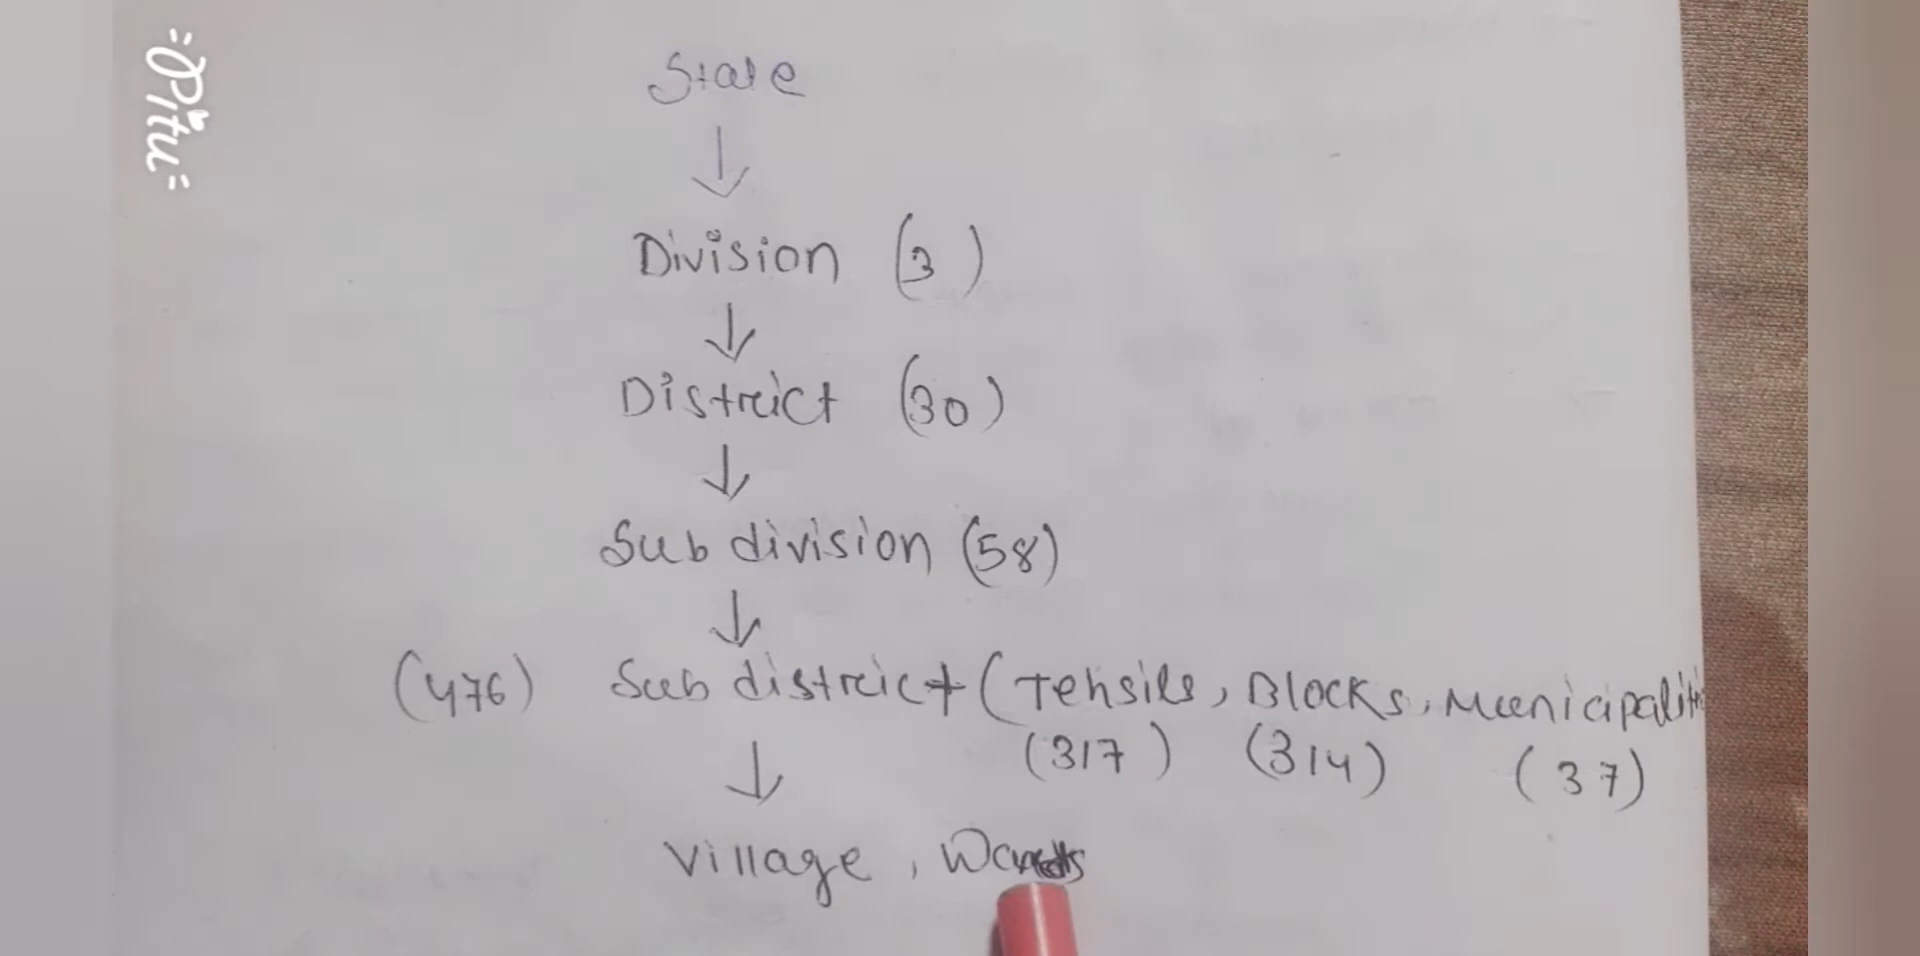 =Pitu=
State
↓
Division (3)
↓
District (30)
↓
Sub division (58)
↓
(476) Sub district (Tehsils, Blocks, Municipaliti
(317) (314) (37)
↓
Village, Wards